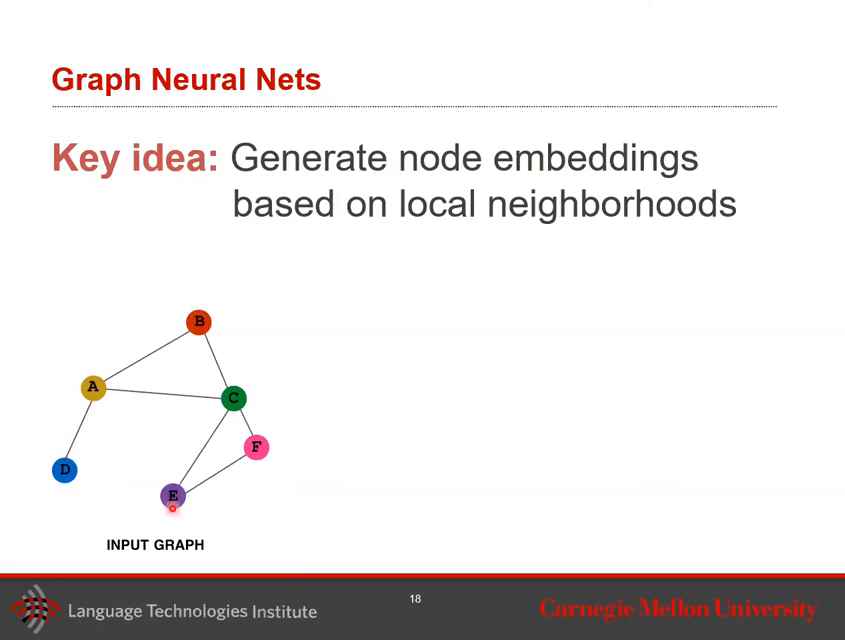 Graph Neural Nets
Key idea: Generate node embeddings
based on local neighborhoods
B
A
C
F
D
E
INPUT GRAPH
18
Language Technologies Institute
Carnegie Mellon University